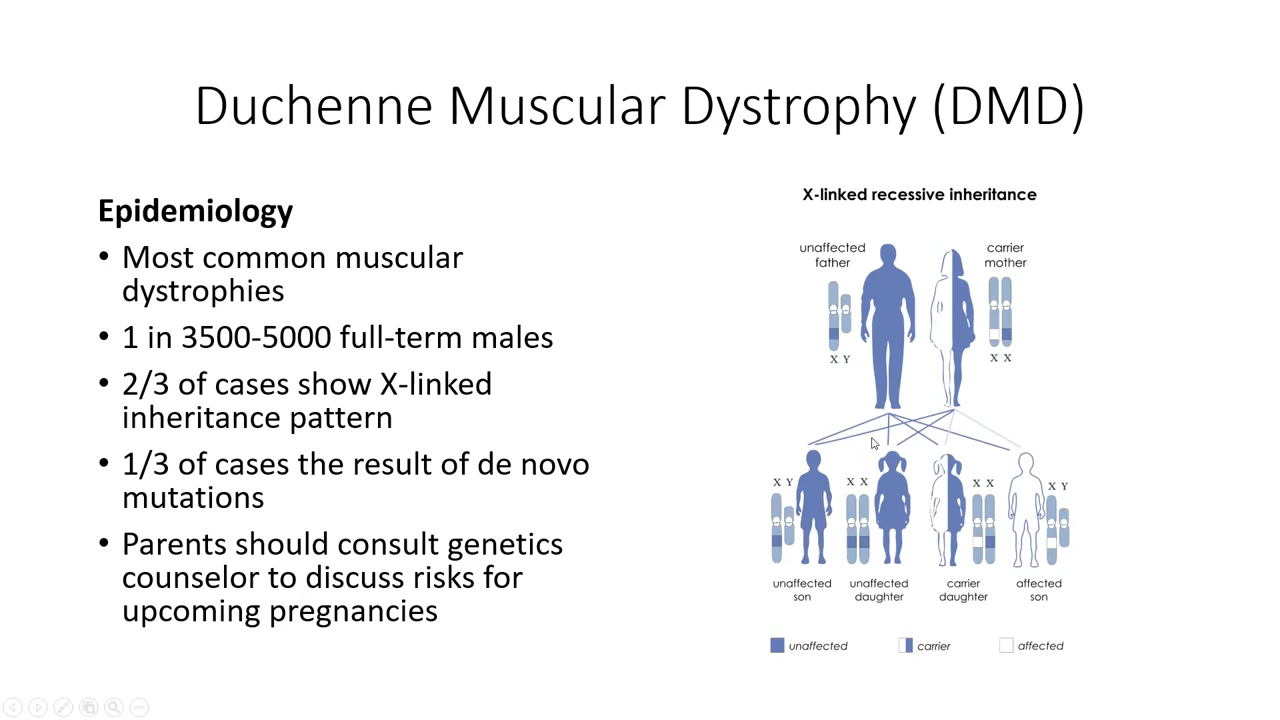 Duchenne Muscular Dystrophy (DMD)
Epidemiology
• Most common muscular
dystrophies
• 1 in 3500-5000 full-term males
• 2/3 of cases show X-linked
inheritance pattern
• 1/3 of cases the result of de novo
mutations
• Parents should consult genetics
counselor to discuss risks for
upcoming pregnancies
X-linked recessive inheritance
unaffected
father
carrier
mother
X Y
X X
X Y
X X
X X
X Y
unaffected
son
unaffected
daughter
carrier
daughter
affected
son
unaffected
carrier
affected